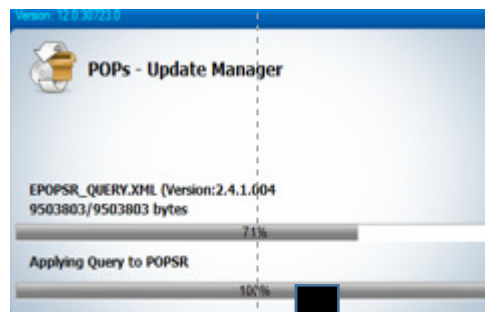 Version: 12.0.30723.0
POPs - Update Manager
EPOPSR_QUERY.XML (Version:2.4.1.004
9503803/9503803 bytes
71%
Applying Query to POPSR
100%